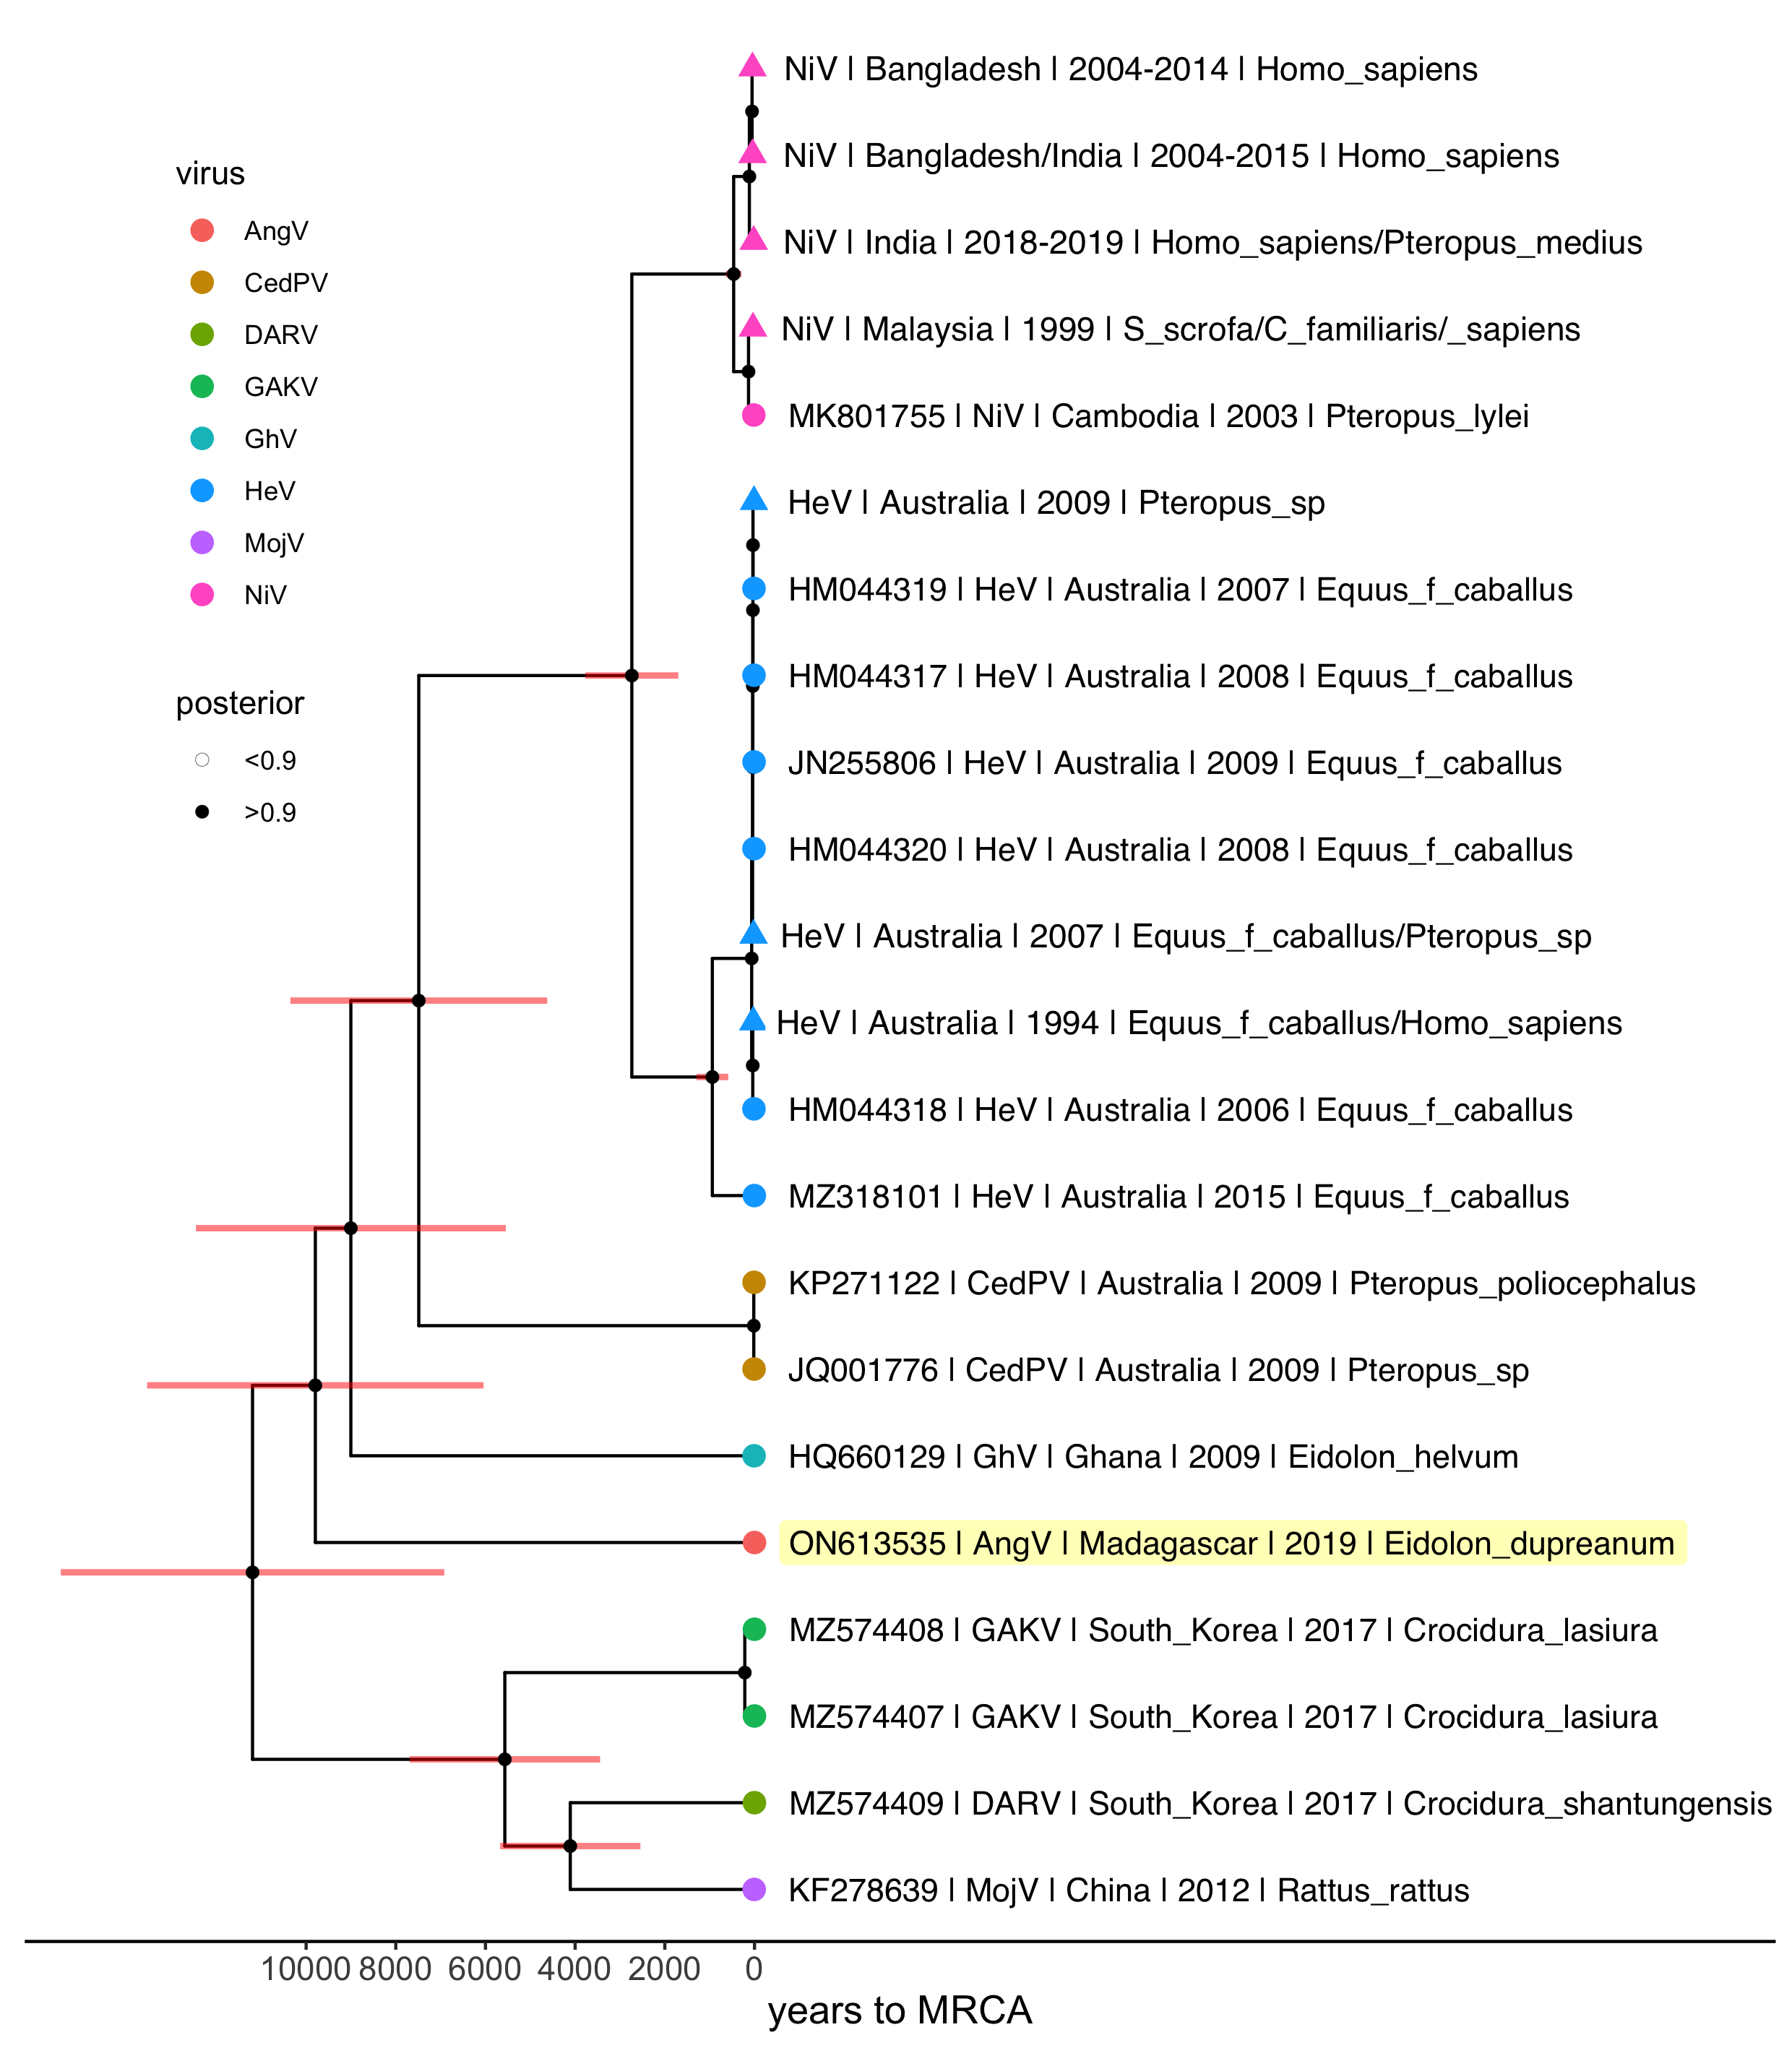 NiV | Bangladesh | 2004-2014 | Homo_sapiens
NiV | Bangladesh/India | 2004-2015 | Homo_sapiens
NiV | India | 2018-2019 | Homo_sapiens/Pteropus_medius
NiV | Malaysia | 1999 | S_scrofa/C_familiaris/_sapiens
MK801755 | NiV | Cambodia | 2003 | Pteropus_lylei
HeV | Australia | 2009 | Pteropus_sp
HM044319 | HeV | Australia | 2007 | Equus_f_caballus
HM044317 | HeV | Australia | 2008 | Equus_f_caballus
JN255806 | HeV | Australia | 2009 | Equus_f_caballus
HM044320 | HeV | Australia | 2008 | Equus_f_caballus
HeV | Australia | 2007 | Equus_f_caballus/Pteropus_sp
HeV | Australia | 1994 | Equus_f_caballus/Homo_sapiens
HM044318 | HeV | Australia | 2006 | Equus_f_caballus
MZ318101 | HeV | Australia | 2015 | Equus_f_caballus
KP271122 | CedPV | Australia | 2009 | Pteropus_poliocephalus
JQ001776 | CedPV | Australia | 2009 | Pteropus_sp
HQ660129 | GhV | Ghana | 2009 | Eidolon_helvum
ON613535 | AngV | Madagascar | 2019 | Eidolon_dupreanum
MZ574408 | GAKV | South_Korea | 2017 | Crocidura_lasiura
MZ574407 | GAKV | South_Korea | 2017 | Crocidura_lasiura
MZ574409 | DARV | South_Korea | 2017 | Crocidura_shantungensis
KF278639 | MojV | China | 2012 | Rattus_rattus
virus
AngV
CedPV
DARV
GAKV
GhV
HeV
MojV
NiV
posterior
<0.9
>0.9
10000 8000 6000 4000 2000 0
years to MRCA